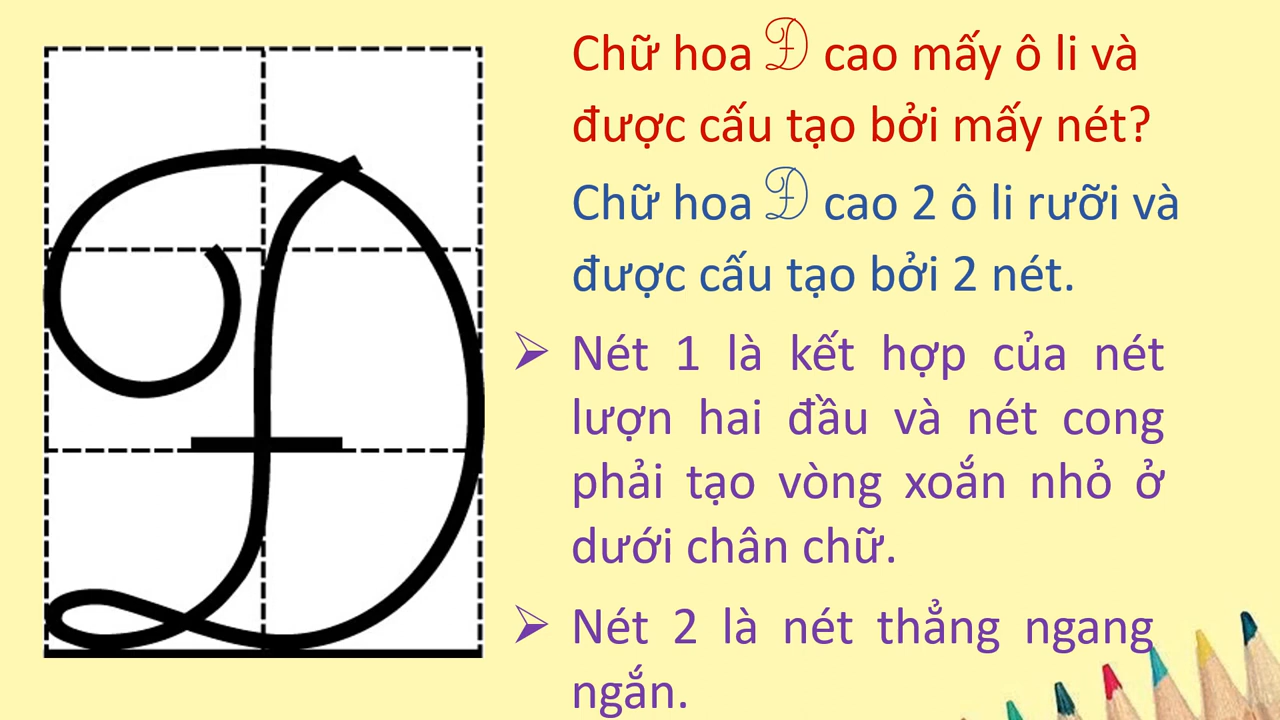 Chữ hoa Đ cao mấy ô li và
được cấu tạo bởi mấy nét?
Chữ hoa Đ cao 2 ô li rưỡi và
được cấu tạo bởi 2 nét.
Nét 1 là kết hợp của nét
lượn hai đầu và nét cong
phải tạo vòng xoắn nhỏ ở
dưới chân chữ.
Nét 2 là nét thẳng ngang
ngắn.
Đ